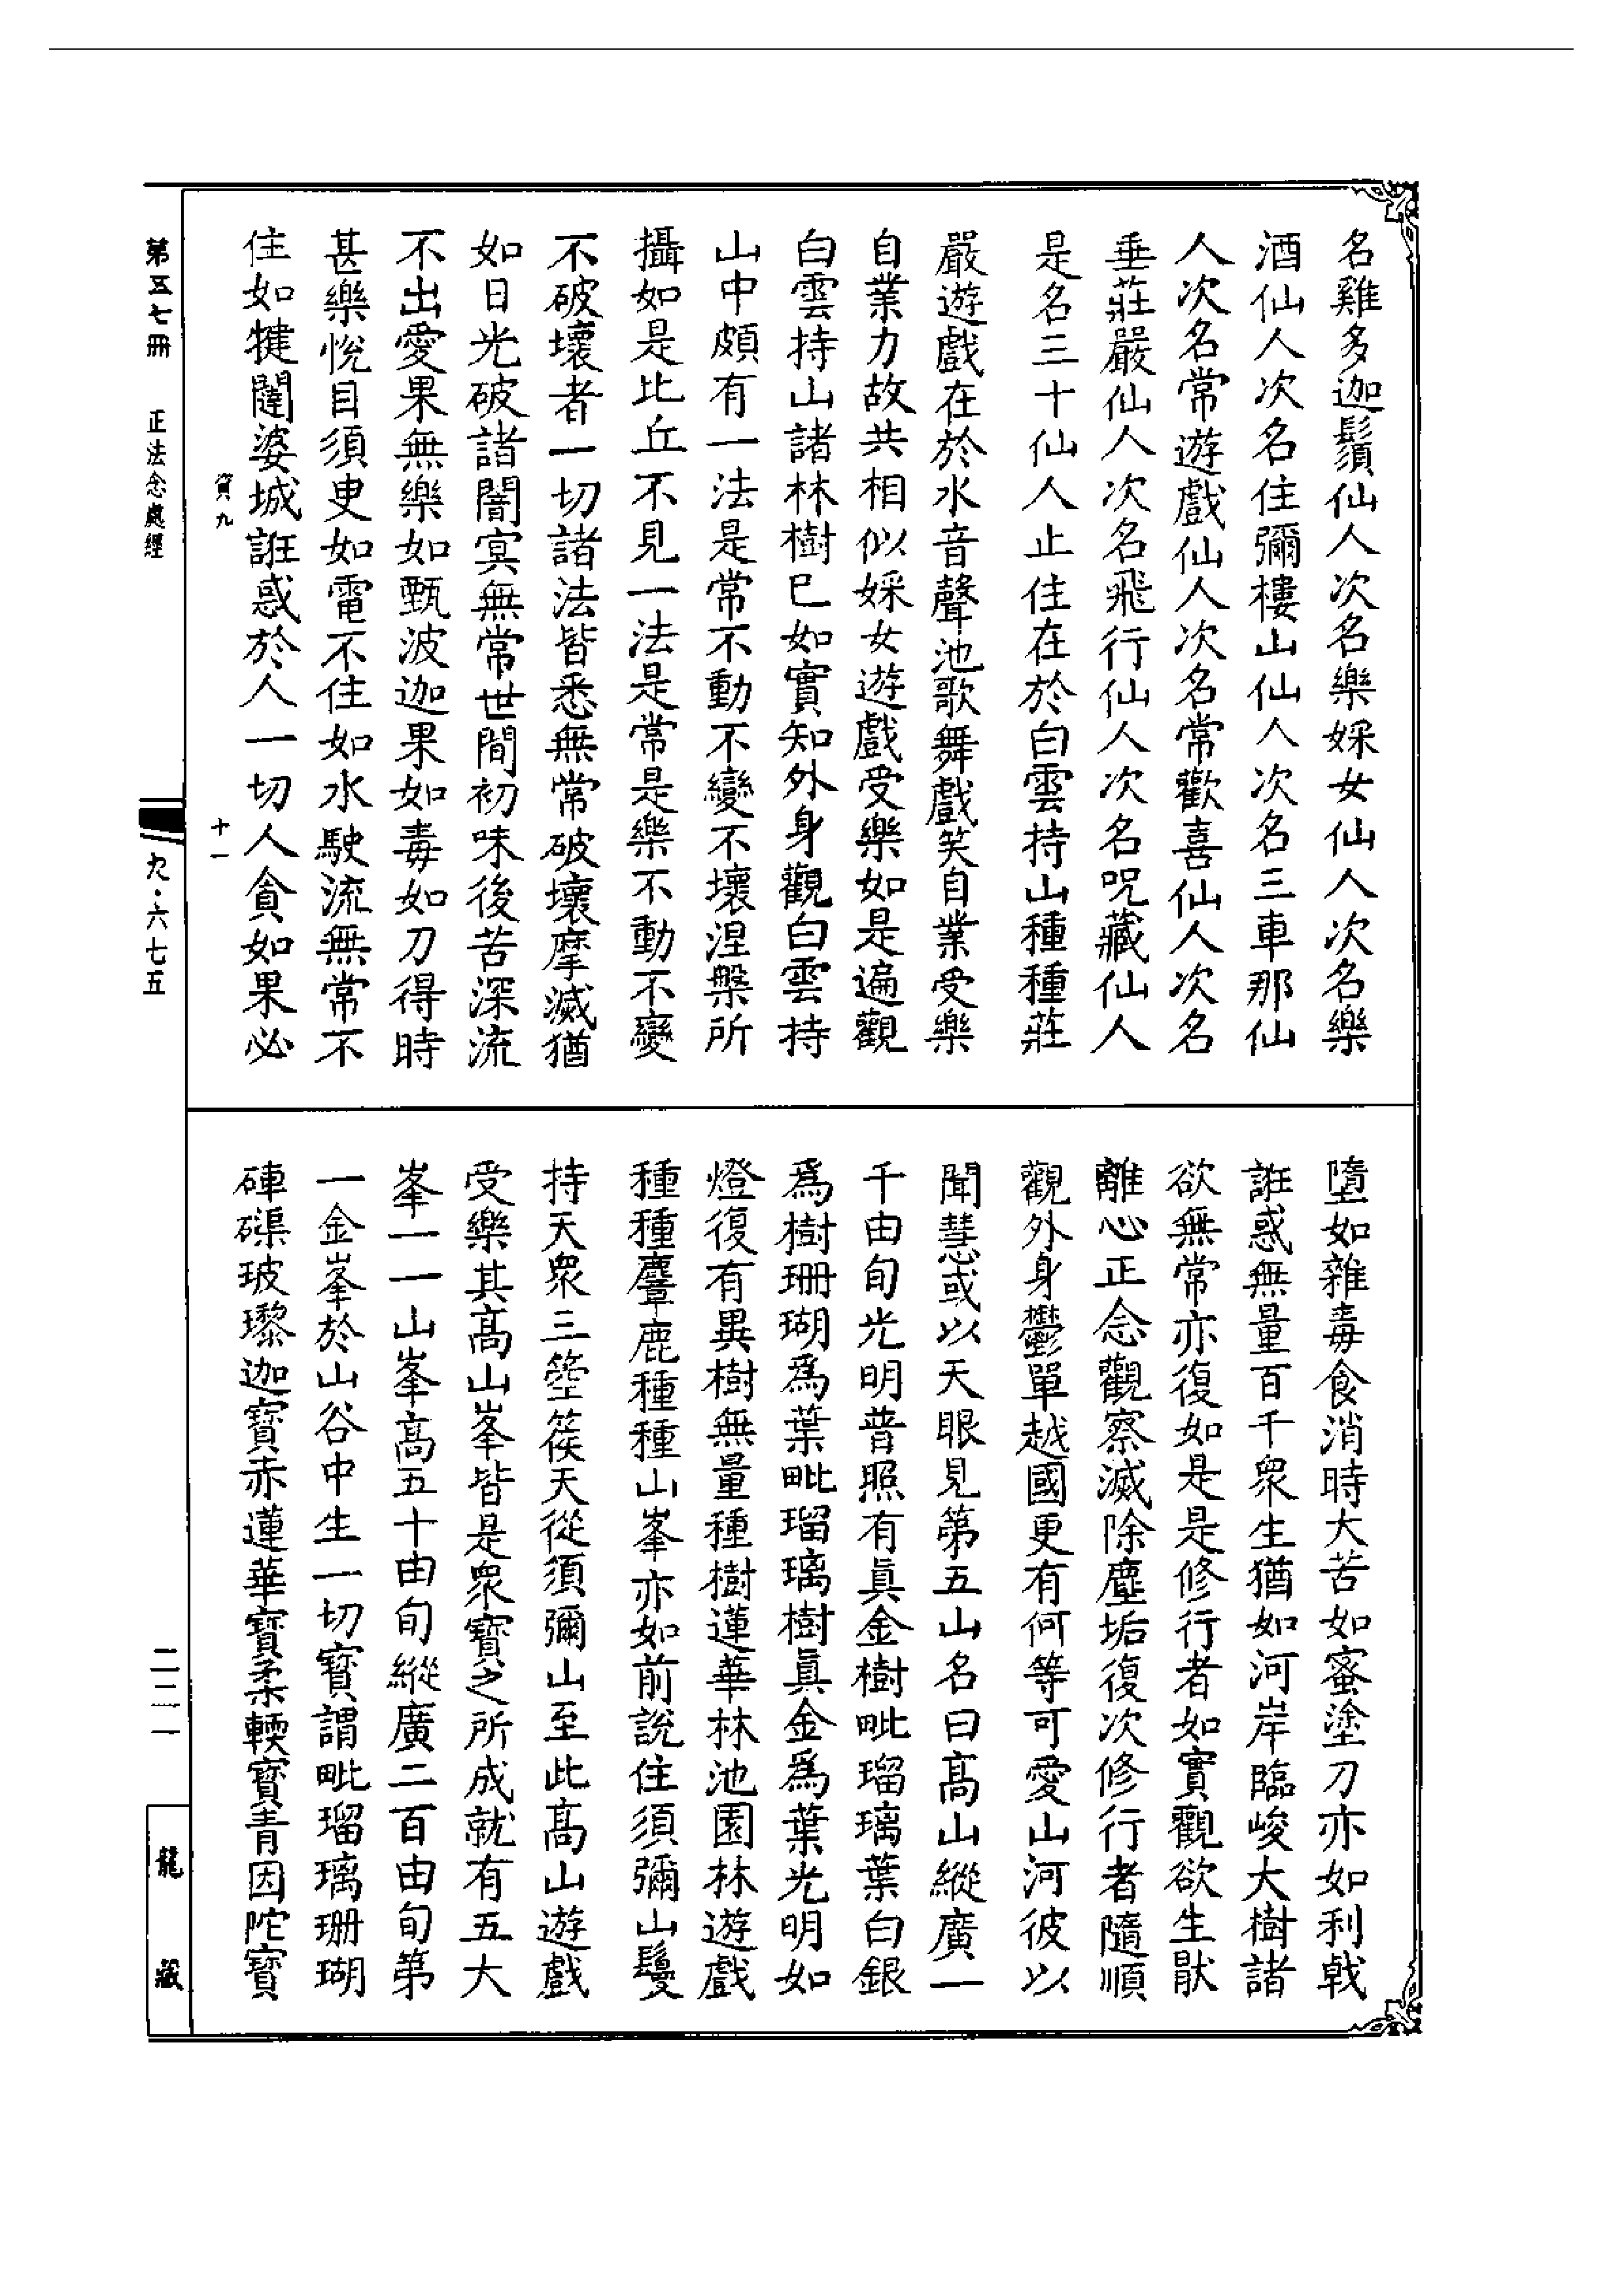 名雞多迦鬚仙人次名樂婇女仙人次名樂
酒仙人次名住彌樓山仙人次名三車那仙
人次名常遊戲仙人次名常歡喜仙人次名
垂莊嚴仙人次名飛行仙人次名呪藏仙人
是名三十仙人止住在於白雲持山種種莊
嚴遊戲在於水音聲池歌舞戲笑自業受樂
自業力故共相似婇女遊戲受樂如是遍觀
白雲持山諸林樹已如實知外身觀白雲持
山中頗有一法是常不動不變不壞涅槃所
攝如是比丘不見一法是常是樂不動不變
不破壞者一切諸法皆悉無常破壞摩滅猶
如日光破諸闇冥無常世間初味後苦深流
不出愛果無樂如甄波迦果如毒如刀得時
甚樂悅目須臾如電不住如水駛流無常不
住如犍闥婆城誑惑於人一切人貪如果必
墮如雜毒食消時大苦如蜜塗刀亦如利戟
誑惑無量百千衆生猶如河岸臨峻大樹諸
欲無常亦復如是是修行者如實觀欲生猒
離心正念觀察滅除塵垢復次修行者隨順
觀外身鬱單越國更有何等可愛山河彼以
聞慧或以天眼見第五山名曰高山縱廣一
千由旬光明普照有眞金樹毗瑠璃葉白銀
爲樹珊瑚爲葉毗瑠璃樹眞金爲葉光明如
燈復有異樹無量種樹蓮華林池園林遊戲
種種麞鹿種種山峯亦如前說住須彌山鬘
持天衆三箜篌天從須彌山至此高山遊戲
受樂其高山峯皆是衆寶之所成就有五大
峯一一山峯高五十由旬縱廣二百由旬第
一金峯於山谷中生一切寶謂毗瑠璃珊瑚
硨磲玻瓈迦寶赤蓮華寶柔輭寶青因陀寶
資九
十一
第五七冊 正法念處經
九·六七五
二二一
龍藏